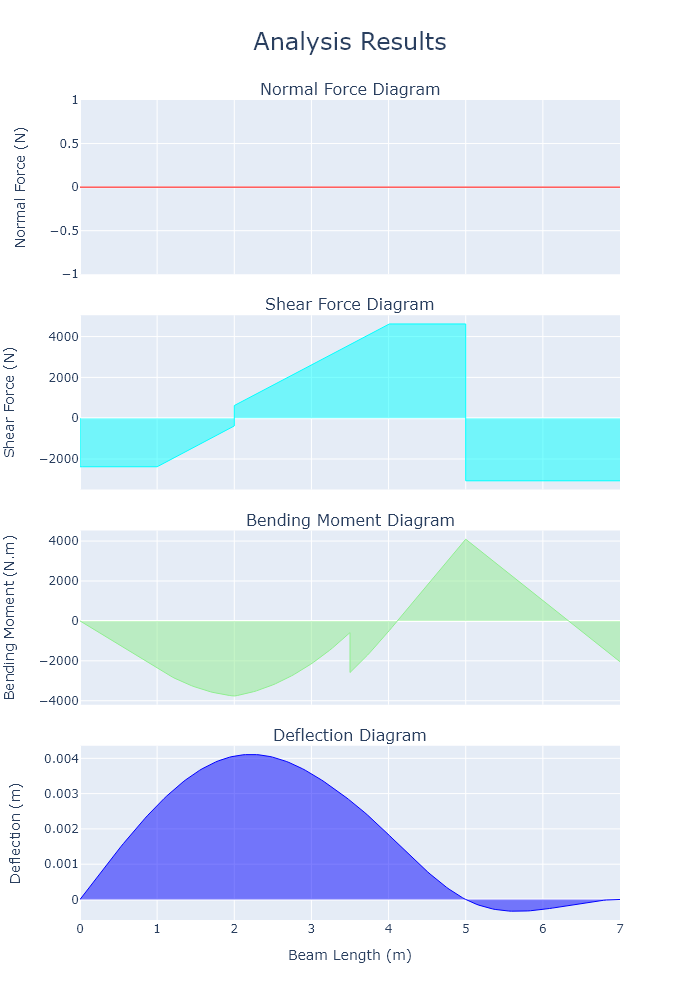 Analysis Results
Normal Force Diagram
Normal Force (N)
1
0.5
0
−0.5
−1
Shear Force Diagram
Shear Force (N)
4000
2000
0
−2000
Bending Moment Diagram
Bending Moment (N.m)
4000
2000
0
−2000
−4000
Deflection Diagram
Deflection (m)
0.004
0.003
0.002
0.001
0
0 1 2 3 4 5 6 7
Beam Length (m)